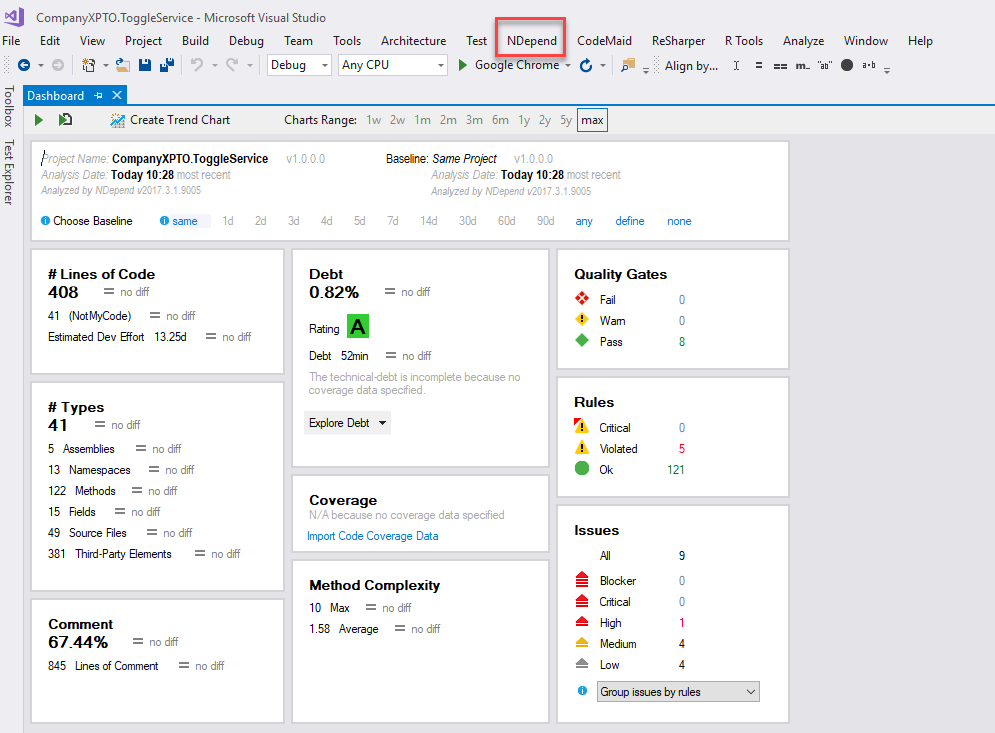 CompanyXPTO.ToggleService - Microsoft Visual Studio
File Edit View Project Build Debug Team Tools Architecture Test NDepend CodeMaid ReSharper R Tools Analyze Window Help
Debug Any CPU Google Chrome Align by...
Toolbox
Test Explorer
Dashboard
Create Trend Chart Charts Range: 1w 2w 1m 2m 3m 6m 1y 2y 5y max
Project Name: CompanyXPTO.ToggleService v1.0.0.0 Baseline: Same Project v1.0.0.0
Analysis Date: Today 10:28 most recent Analysis Date: Today 10:28 most recent
Analyzed by NDepend v2017.3.1.9005 Analyzed by NDepend v2017.3.1.9005
Choose Baseline same 1d 2d 3d 4d 5d 7d 14d 30d 60d 90d any define none
# Lines of Code
408 = no diff
41 (NotMyCode) = no diff
Estimated Dev Effort 13.25d = no diff
# Types
41 = no diff
5 Assemblies = no diff
13 Namespaces = no diff
122 Methods = no diff
15 Fields = no diff
49 Source Files = no diff
381 Third-Party Elements = no diff
Comment
67.44% = no diff
845 Lines of Comment = no diff
Debt
0.82% = no diff
Rating A
Debt 52min = no diff
The technical-debt is incomplete because no
coverage data specified.
Explore Debt
Coverage
N/A because no coverage data specified
Import Code Coverage Data
Method Complexity
10 Max = no diff
1.58 Average = no diff
Quality Gates
Fail 0
Warn 0
Pass 8
Rules
Critical 0
Violated 5
Ok 121
Issues
All 9
Blocker 0
Critical 0
High 1
Medium 4
Low 4
Group issues by rules